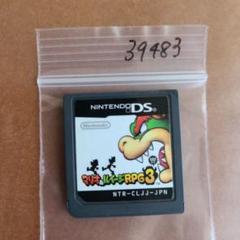 39483
NINTENDO DS
Nintendo
マリオ&ルイージRPG3
NTR-CLJJ-JPN